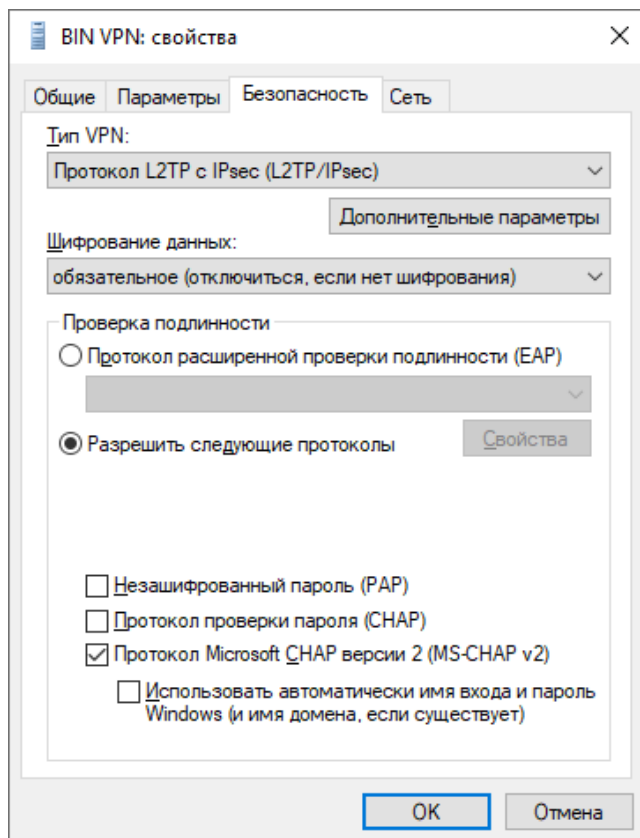 BIN VPN: свойства
Общие
Параметры
Безопасность
Сеть
Тип VPN:
Протокол L2TP с IPsec (L2TP/IPsec)
Дополнительные параметры
Шифрование данных:
обязательное (отключиться, если нет шифрования)
Проверка подлинности
Протокол расширенной проверки подлинности (EAP)
Разрешить следующие протоколы
Свойства
Незашифрованный пароль (PAP)
Протокол проверки пароля (CHAP)
Протокол Microsoft CHAP версии 2 (MS-CHAP v2)
Использовать автоматически имя входа и пароль
Windows (и имя домена, если существует)
OK
Отмена